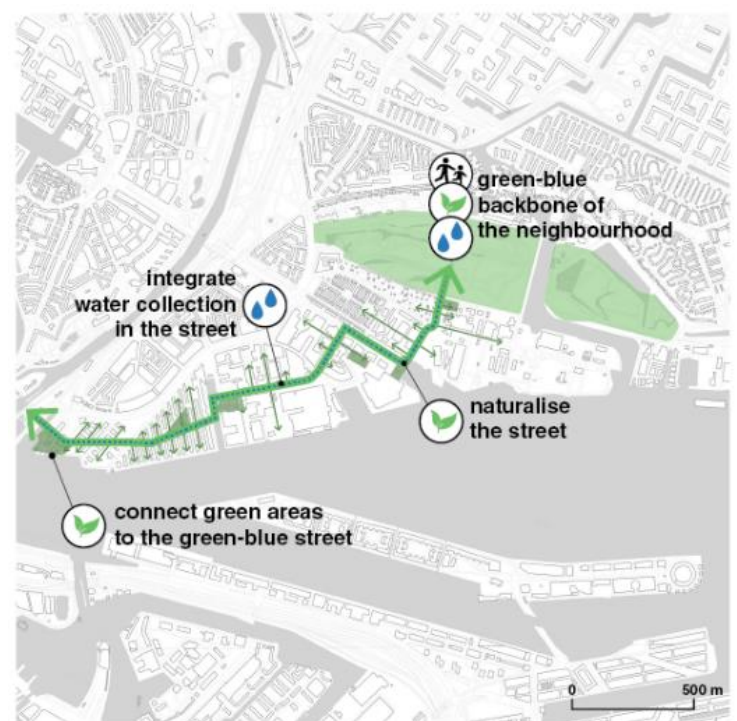 green-blue
backbone of
the neighbourhood
integrate
water collection
in the street
naturalise
the street
connect green areas
to the green-blue street
0 500 m